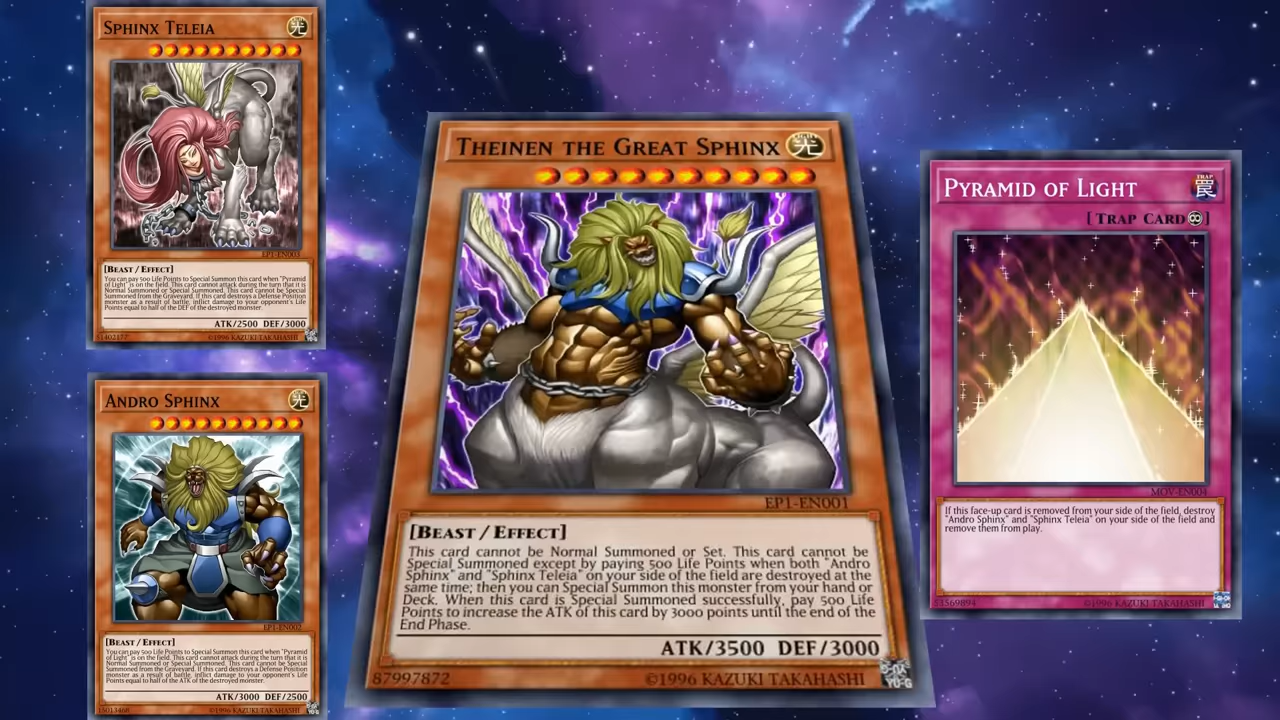 SPHINX TELEIA
光
EP1-EN003
[BEAST / EFFECT]
You can pay 500 Life Points to Special Summon this card when "Pyramid
of Light" is on the field. This card cannot attack during the turn that it is
Normal Summoned or Special Summoned. This card cannot be Special
Summoned from the Graveyard. If this card destroys a Defense Position
monster as a result of battle, inflict damage to your opponent's Life
Points equal to half of the DEF of the destroyed monster.
ATK/2500 DEF/3000
51402177
©1996 KAZUKI TAKAHASHI
ANDRO SPHINX
光
EP1-EN002
[BEAST / EFFECT]
You can pay 500 Life Points to Special Summon this card when "Pyramid
of Light" is on the field. This card cannot attack during the turn that it is
Normal Summoned or Special Summoned. This card cannot be Special
Summoned from the Graveyard. If this card destroys a Defense Position
monster as a result of battle, inflict damage to your opponent's Life
Points equal to half of the ATK of the destroyed monster.
ATK/3000 DEF/2500
15013468
©1996 KAZUKI TAKAHASHI
THEINEN THE GREAT SPHINX
光
EP1-EN001
[BEAST / EFFECT]
This card cannot be Normal Summoned or Set. This card cannot be
Special Summoned except by paying 500 Life Points when both "Andro
Sphinx" and "Sphinx Teleia" on your side of the field are destroyed at the
same time; then you can Special Summon this monster from your hand or
Deck. When this card is Special Summoned successfully, pay 500 Life
Points to increase the ATK of this card by 3000 points until the end of the
End Phase.
ATK/3500 DEF/3000
87997872
©1996 KAZUKI TAKAHASHI
PYRAMID OF LIGHT
TRAP
罠
[TRAP CARD]
MOV-EN004
If this face-up card is removed from your side of the field, destroy
"Andro Sphinx" and "Sphinx Teleia" on your side of the field and
remove them from play.
51569894
©1996 KAZUKI TAKAHASHI